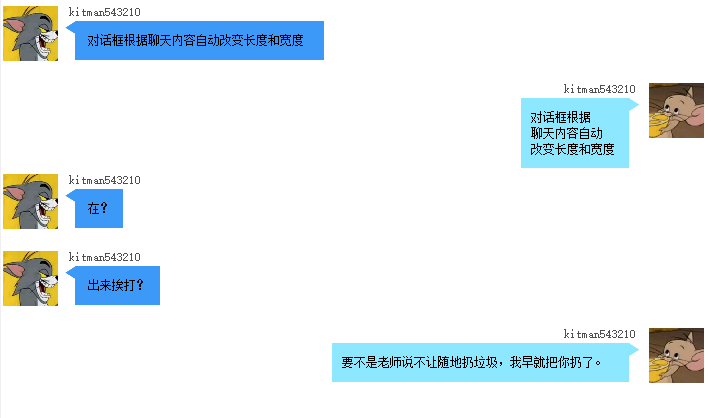 kitman543210
对话框根据聊天内容自动改变长度和宽度
kitman543210
对话框根据
聊天内容自动
改变长度和宽度
kitman543210
在？
kitman543210
出来挨打？
kitman543210
要不是老师说不让随地扔垃圾，我早就把你扔了。